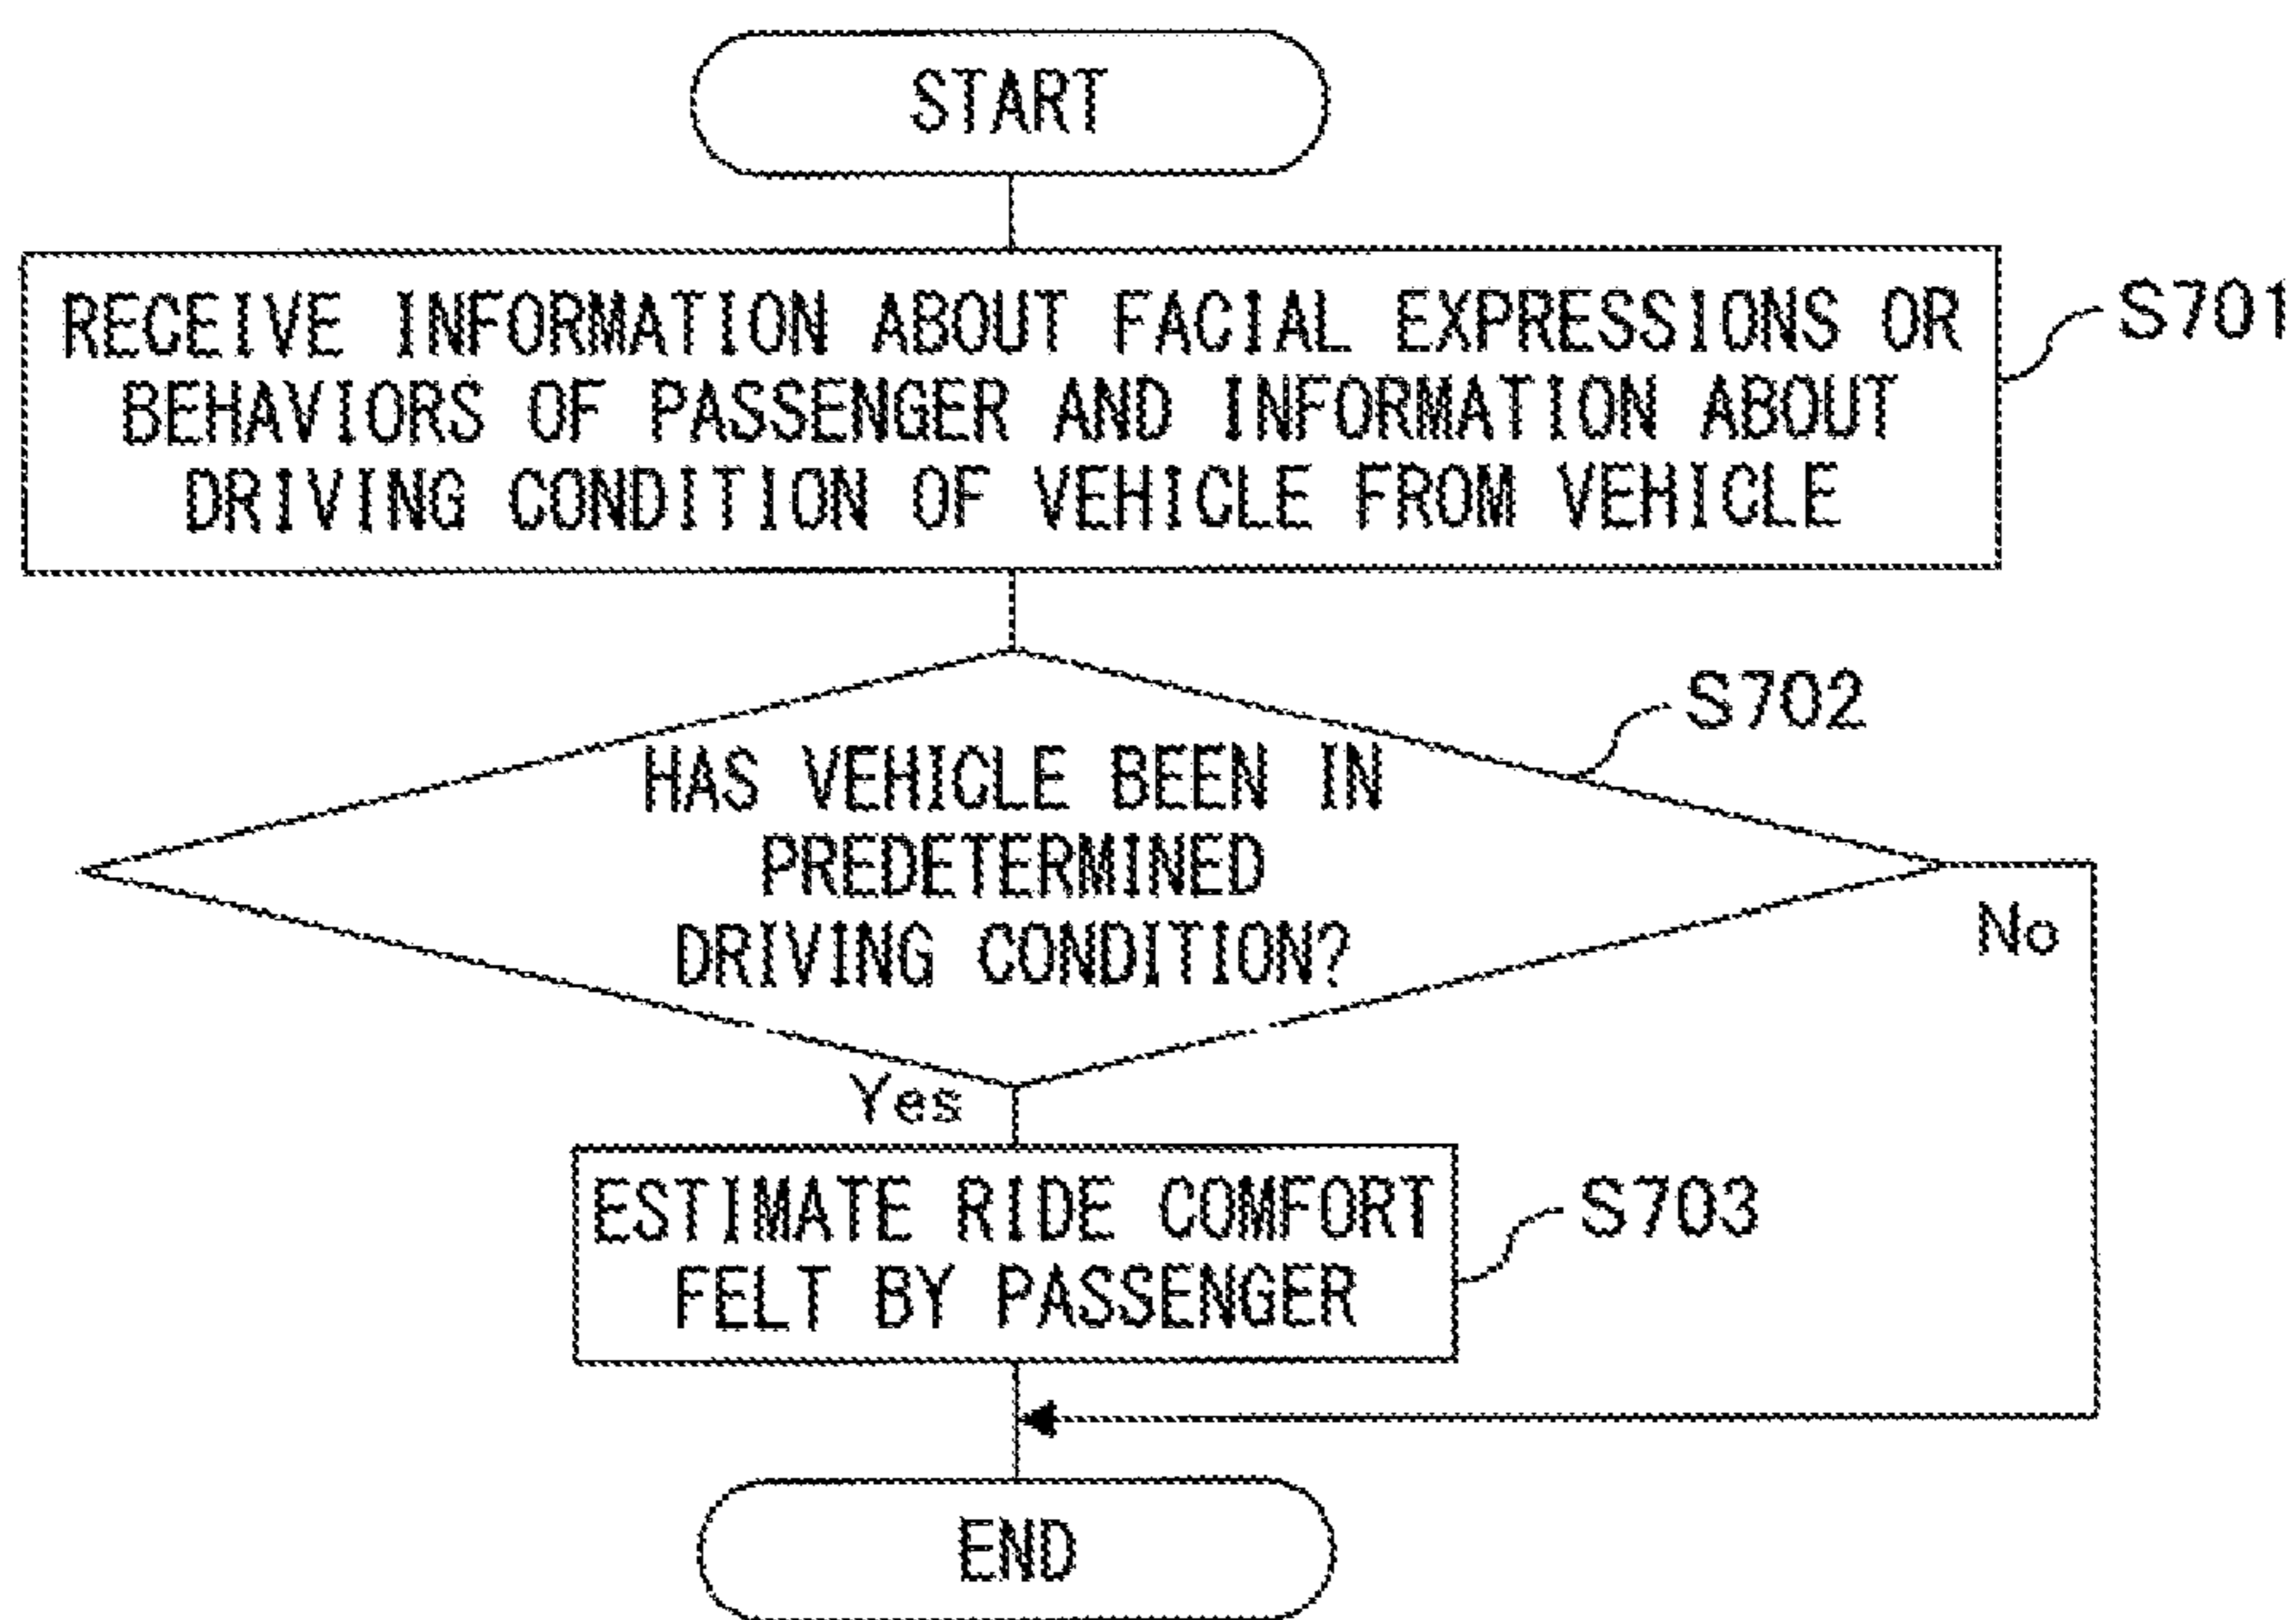 START
RECEIVE INFORMATION ABOUT FACIAL EXPRESSIONS OR
BEHAVIORS OF PASSENGER AND INFORMATION ABOUT
DRIVING CONDITION OF VEHICLE FROM VEHICLE
S701
S702
HAS VEHICLE BEEN IN
PREDETERMINED
DRIVING CONDITION?
No
Yes
ESTIMATE RIDE COMFORT
FELT BY PASSENGER
S703
END